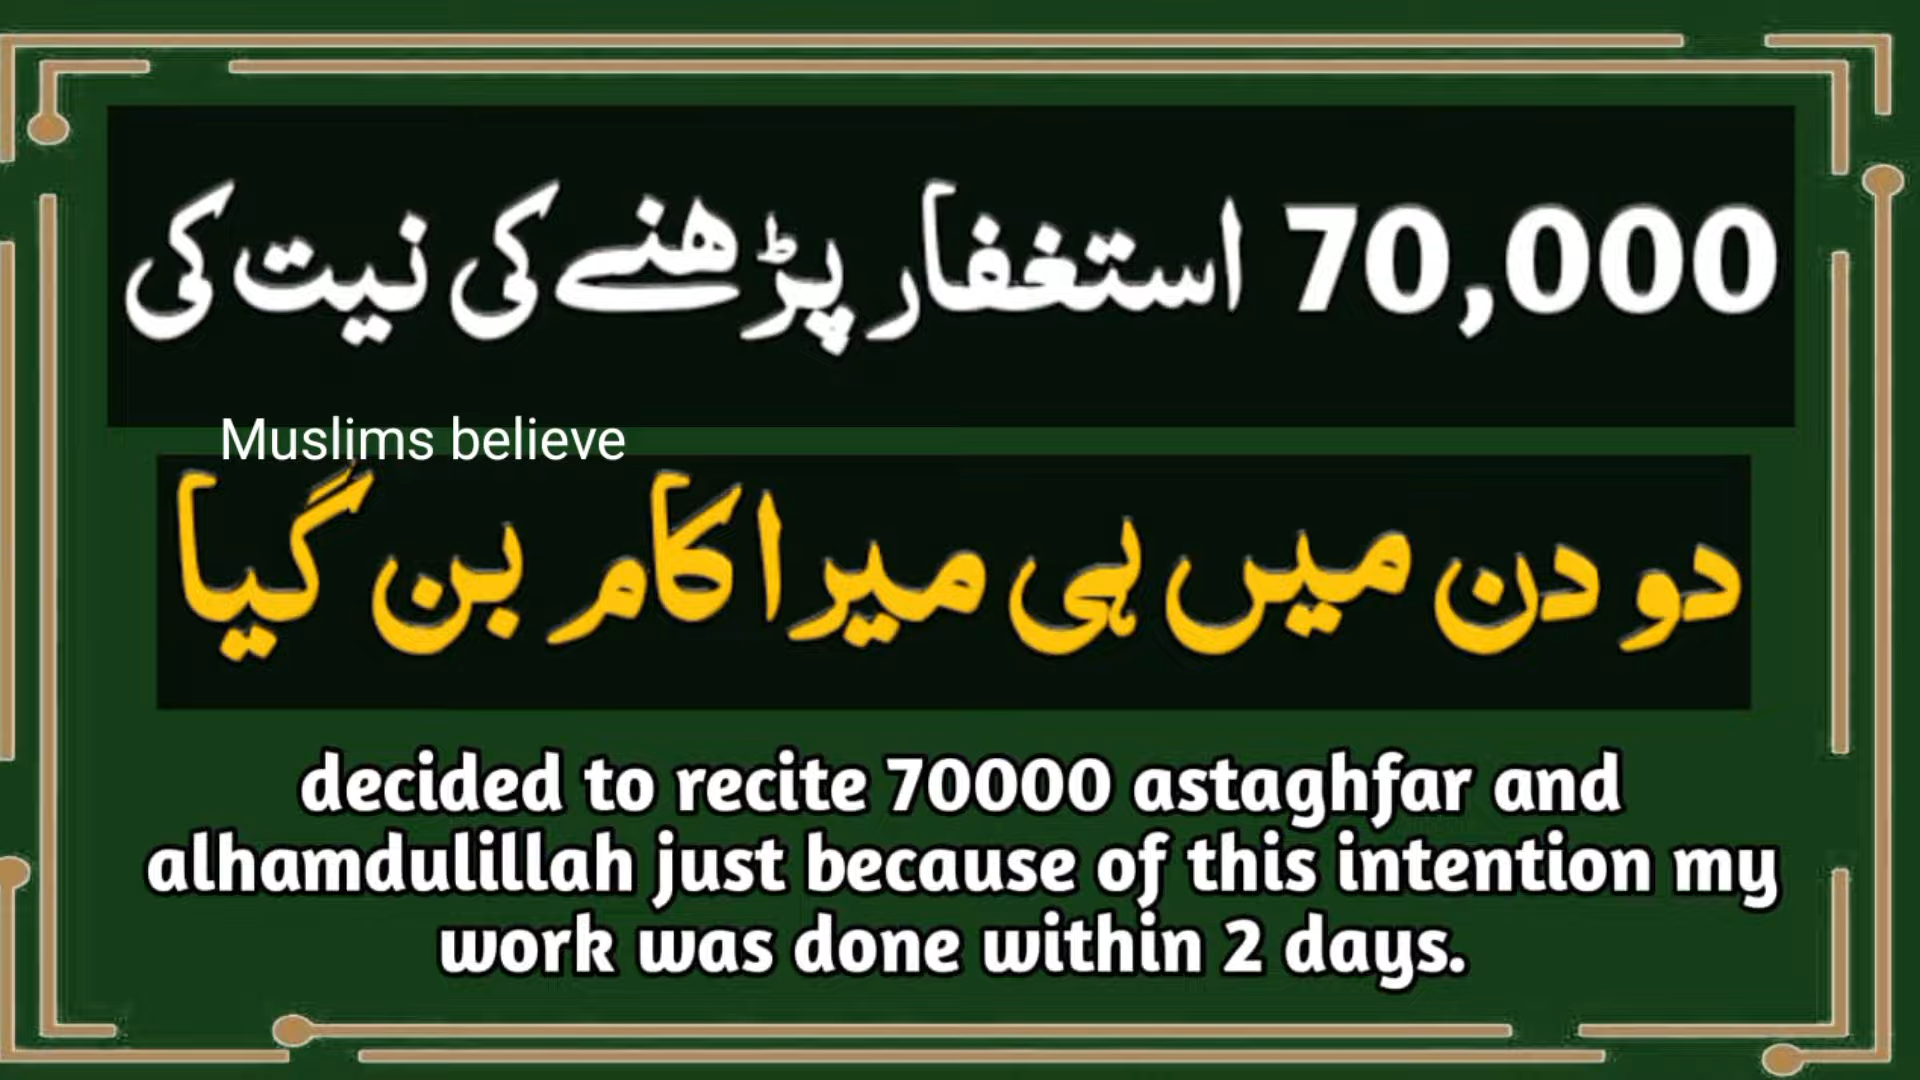 70,000 استغفار پڑھنے کی نیت کی
Muslims believe
دو دن میں ہی میرا کام بن گیا
decided to recite 70000 astaghfar and
alhamdulillah just because of this intention my
work was done within 2 days.